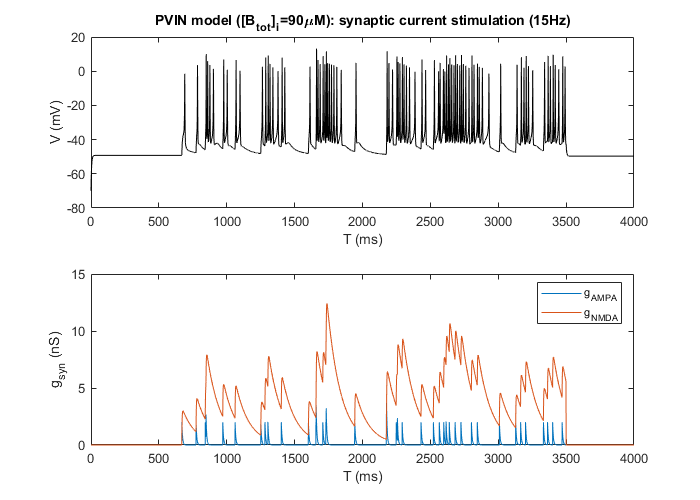 PVIN model ([B_tot]_i=90μM): synaptic current stimulation (15Hz)
20
0
-20
-40
-60
-80
V (mV)
0 500 1000 1500 2000 2500 3000 3500 4000
T (ms)
15
10
5
0
g_syn (nS)
g_AMPA
g_NMDA
0 500 1000 1500 2000 2500 3000 3500 4000
T (ms)